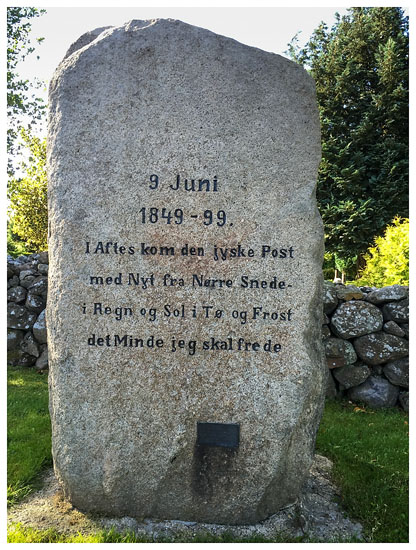 9 Juni
1849-99.
I Aftes kom den jyske Post
med Nyt fra Nørre Snede-
i Regn og Sol i Tø og Frost
det Minde jeg skal frede